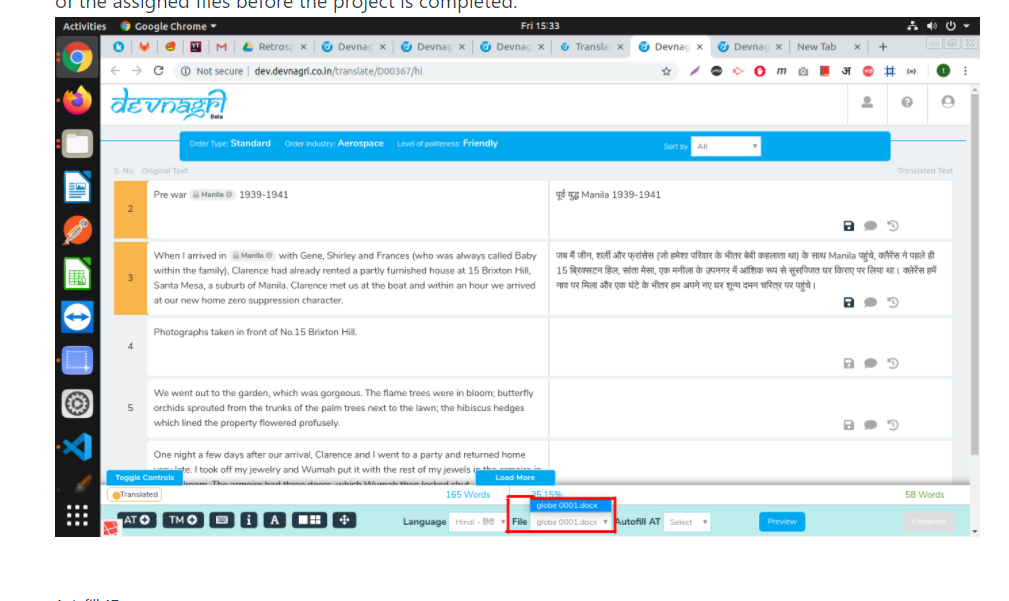 of the assigned files before the project is completed.
Activities Google Chrome Fri 15:33
Retrosp Devnag Devnag Devnag Translat Devnag Devnag New Tab
Not secure dev.devnagri.co.in/translate/D00367/hi
devnagri
Beta
Order Type: Standard Order Industry: Aerospace Level of politeness: Friendly Sort by All
S. No. Original Text Translated Text
2 Pre war Manila 1939-1941 पूर्व युद्ध Manila 1939-1941
When I arrived in Manila with Gene, Shirley and Frances (who was always called Baby जब मैं जीन, शर्ली और फ्रांसेस (जो हमेशा परिवार के भीतर बेबी कहलाता था) के साथ Manila पहुंचे, क्लैरेंस ने पहले ही
3 within the family), Clarence had already rented a partly furnished house at 15 Brixton Hill, 15 ब्रिक्सटन हिल, सांता मेसा, एक मनीला के उपनगर में आंशिक रूप से सुसज्जित घर किराए पर लिया था। क्लेरेंस हमें
Santa Mesa, a suburb of Manila. Clarence met us at the boat and within an hour we arrived नाव पर मिला और एक घंटे के भीतर हम अपने नए घर शून्य दमन चरित्र पर पहुंचे।
at our new home zero suppression character.
Photographs taken in front of No.15 Brixton Hill.
4
We went out to the garden, which was gorgeous. The flame trees were in bloom; butterfly
5 orchids sprouted from the trunks of the palm trees next to the lawn; the hibiscus hedges
which lined the property flowered profusely.
One night a few days after our arrival, Clarence and I went to a party and returned home
very late. I took off my jewelry and Wumah put it with the rest of my jewels in the armoire in
Toggle Controls Load More
Translated 165 Words 35.15% 58 Words
globe 0001.docx
AT TM i A Language Hindi - हिंदी File globe 0001.docx Autofill AT Select Preview Complete
Autofill AT